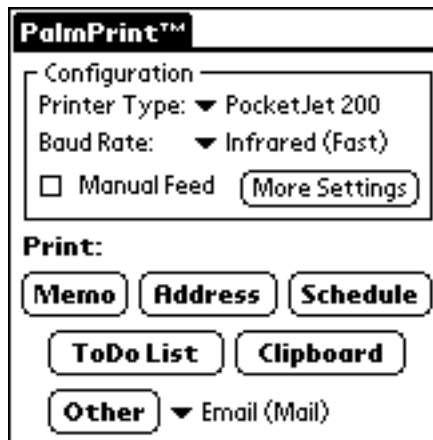 PalmPrint™
Configuration
Printer Type: PocketJet 200
Baud Rate: Infrared (Fast)
Manual Feed More Settings
Print:
Memo Address Schedule
ToDo List Clipboard
Other Email (Mail)